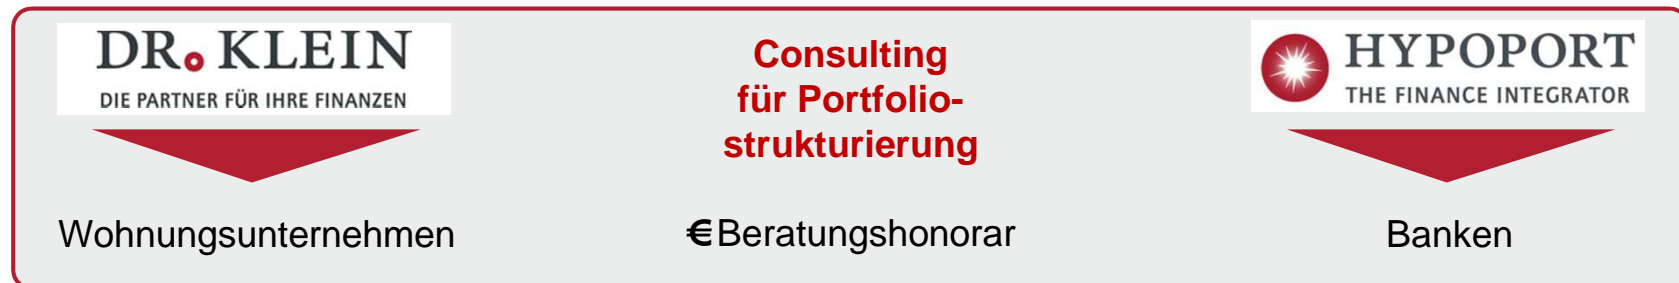 DR. KLEIN
DIE PARTNER FÜR IHRE FINANZEN
Consulting
für Portfolio-
strukturierung
HYPOPORT
THE FINANCE INTEGRATOR
Wohnungsunternehmen
€Beratungshonorar
Banken